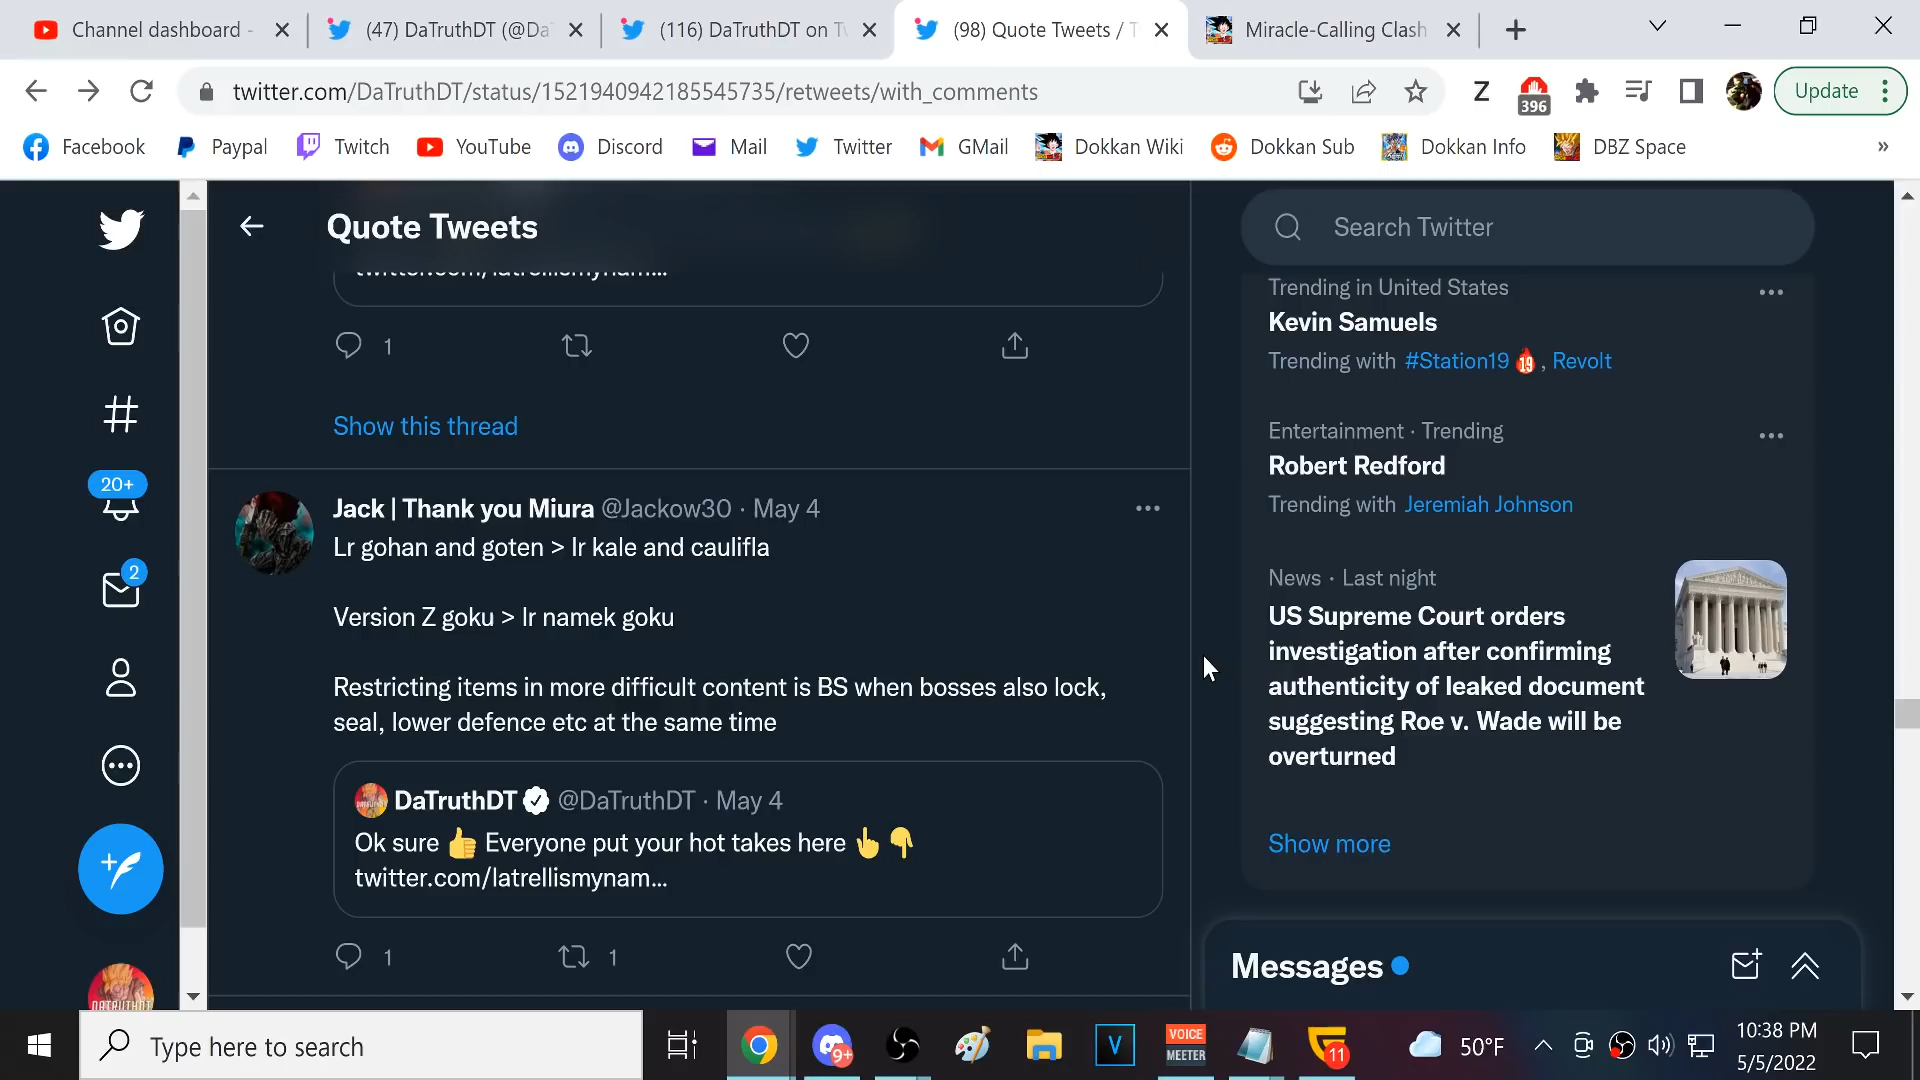 Channel dashboard -
(47) DaTruthDT (@Da
(116) DaTruthDT on T
(98) Quote Tweets / T
Miracle-Calling Clash
twitter.com/DaTruthDT/status/1521940942185545735/retweets/with_comments
Z
396
Update
Facebook
Paypal
Twitch
YouTube
Discord
Mail
Twitter
GMail
Dokkan Wiki
Dokkan Sub
Dokkan Info
DBZ Space
»
Quote Tweets
Search Twitter
twitter.com/latrellismynam...
1
Show this thread
Jack | Thank you Miura @Jackow30 · May 4
Lr gohan and goten > lr kale and caulifla
Version Z goku > lr namek goku
Restricting items in more difficult content is BS when bosses also lock,
seal, lower defence etc at the same time
DaTruthDT @DaTruthDT · May 4
Ok sure 👍 Everyone put your hot takes here 👆👇
twitter.com/latrellismynam...
1
1
20+
2
DATRUTHDT
Trending in United States
Kevin Samuels
Trending with #Station19 , Revolt
Entertainment · Trending
Robert Redford
Trending with Jeremiah Johnson
News · Last night
US Supreme Court orders
investigation after confirming
authenticity of leaked document
suggesting Roe v. Wade will be
overturned
Show more
Messages
Type here to search
9+
V
VOICE
MEETER
11
50°F
10:38 PM
5/5/2022